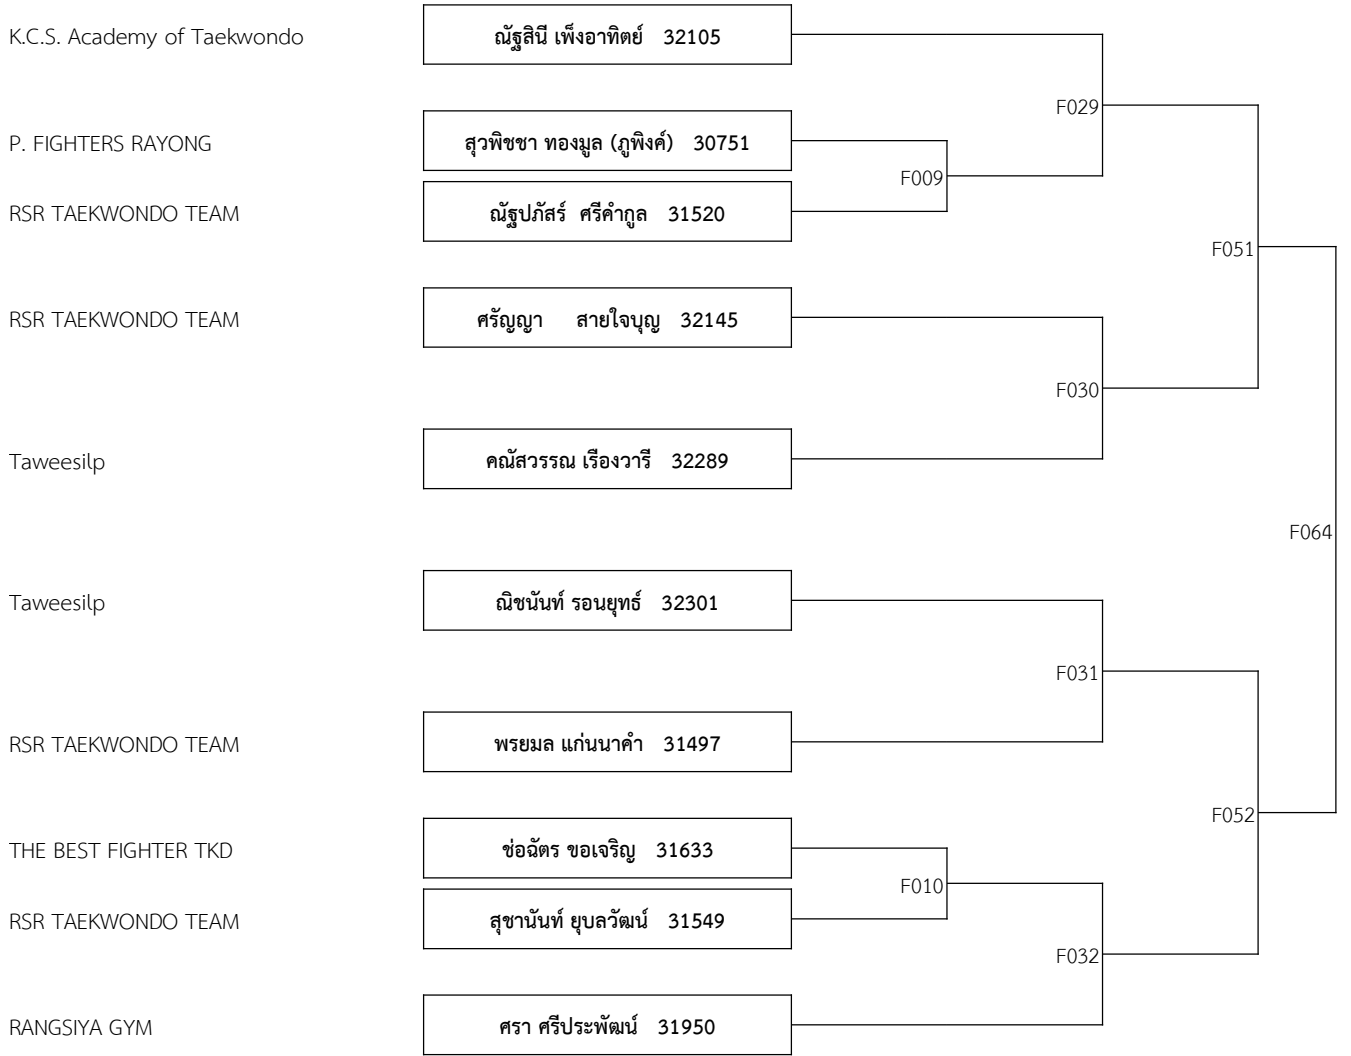 K.C.S. Academy of Taekwondo ณัฐสินี เพ็งอาทิตย์ 32105
F029
P. FIGHTERS RAYONG สุวพิชชา ทองมูล (ภูพิงค์) 30751
F009
RSR TAEKWONDO TEAM ณัฐปภัสร์ ศรีคำกูล 31520
F051
RSR TAEKWONDO TEAM ศรัญญา สายใจบุญ 32145
F030
Taweesilp คณัสวรรณ เรืองวารี 32289
F064
Taweesilp ณิชนันท์ รอนยุทธ์ 32301
F031
RSR TAEKWONDO TEAM พรยมล แก่นนาคำ 31497
F052
THE BEST FIGHTER TKD ช่อฉัตร ขอเจริญ 31633
F010
RSR TAEKWONDO TEAM สุชานันท์ ยุบลวัฒน์ 31549
F032
RANGSIYA GYM ศรา ศรีประพัฒน์ 31950